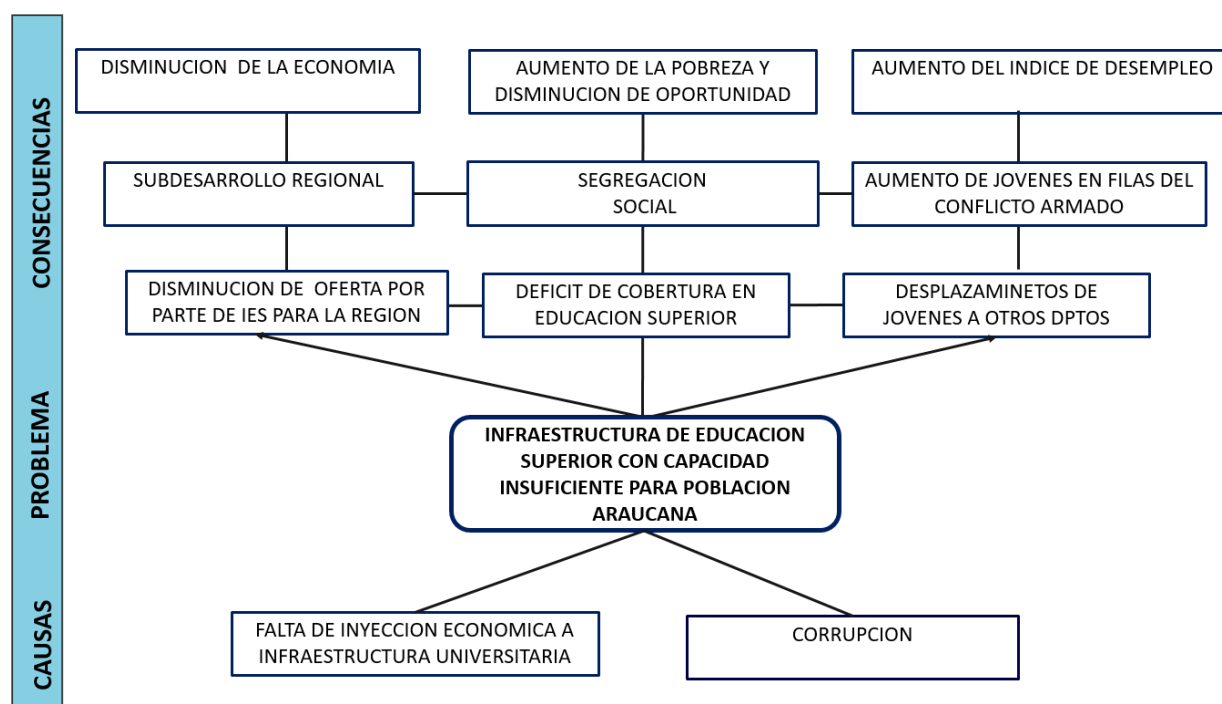 CONSECUENCIAS
DISMINUCION DE LA ECONOMIA
AUMENTO DE LA POBREZA Y
DISMINUCION DE OPORTUNIDAD
AUMENTO DEL INDICE DE DESEMPLEO
SUBDESARROLLO REGIONAL
SEGREGACION
SOCIAL
AUMENTO DE JOVENES EN FILAS DEL
CONFLICTO ARMADO
DISMINUCION DE OFERTA POR
PARTE DE IES PARA LA REGION
DEFICIT DE COBERTURA EN
EDUCACION SUPERIOR
DESPLAZAMINETOS DE
JOVENES A OTROS DPTOS
PROBLEMA
INFRAESTRUCTURA DE EDUCACION
SUPERIOR CON CAPACIDAD
INSUFICIENTE PARA POBLACION
ARAUCANA
CAUSAS
FALTA DE INYECCION ECONOMICA A
INFRAESTRUCTURA UNIVERSITARIA
CORRUPCION